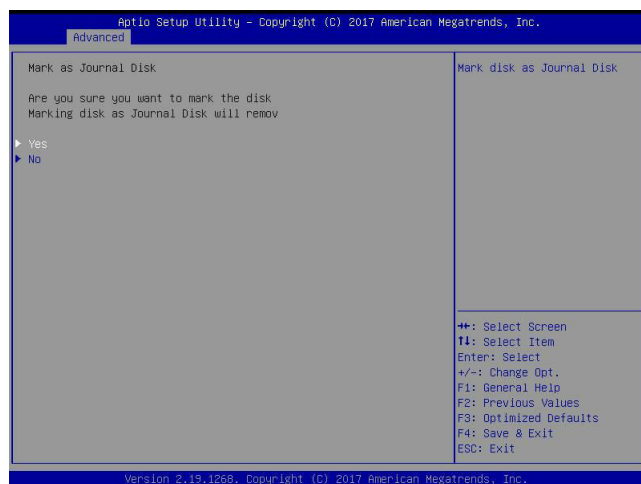 Aptio Setup Utility – Copyright (C) 2017 American Megatrends, Inc.
Advanced
Mark as Journal Disk
Mark disk as Journal Disk
Are you sure you want to mark the disk
Marking disk as Journal Disk will remov
Yes
No
→←: Select Screen
↑↓: Select Item
Enter: Select
+/-: Change Opt.
F1: General Help
F2: Previous Values
F3: Optimized Defaults
F4: Save & Exit
ESC: Exit
Version 2.19.1268. Copyright (C) 2017 American Megatrends, Inc.